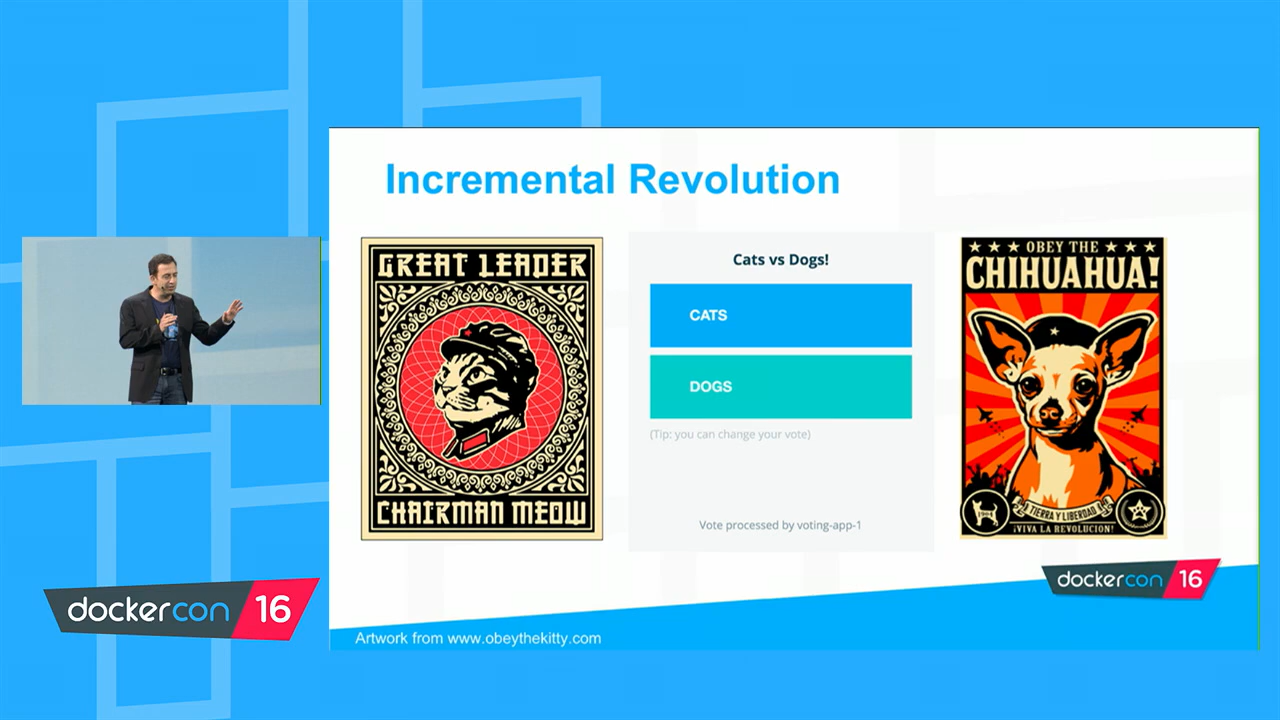 Incremental Revolution
GREAT LEADER
CHAIRMAN MEOW
Cats vs Dogs!
CATS
DOGS
(Tip: you can change your vote)
Vote processed by voting-app-1
OBEY THE
CHIHUAHUA!
TIERRA Y LIBERTAD
¡VIVA LA REVOLUCION!
dockercon 16
Artwork from www.obeythekitty.com
dockercon 16